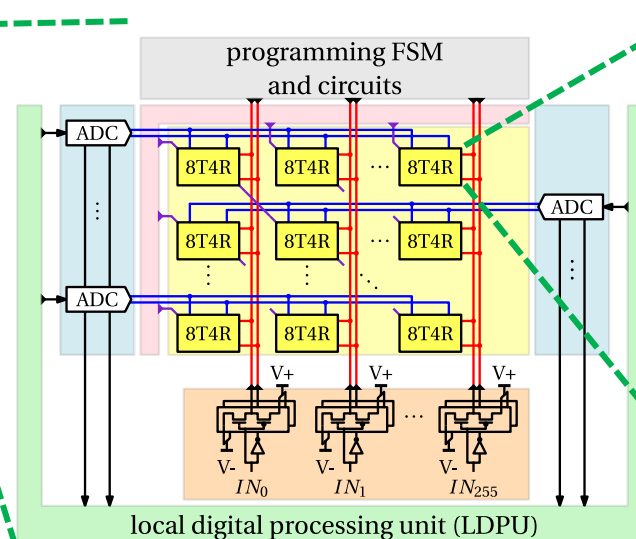 programming FSM
and circuits
ADC
8T4R 8T4R ... 8T4R
ADC
8T4R 8T4R ... 8T4R
ADC
8T4R 8T4R 8T4R
V+ V+ V+
...
V- V- V-
IN0 IN1 IN255
local digital processing unit (LDPU)